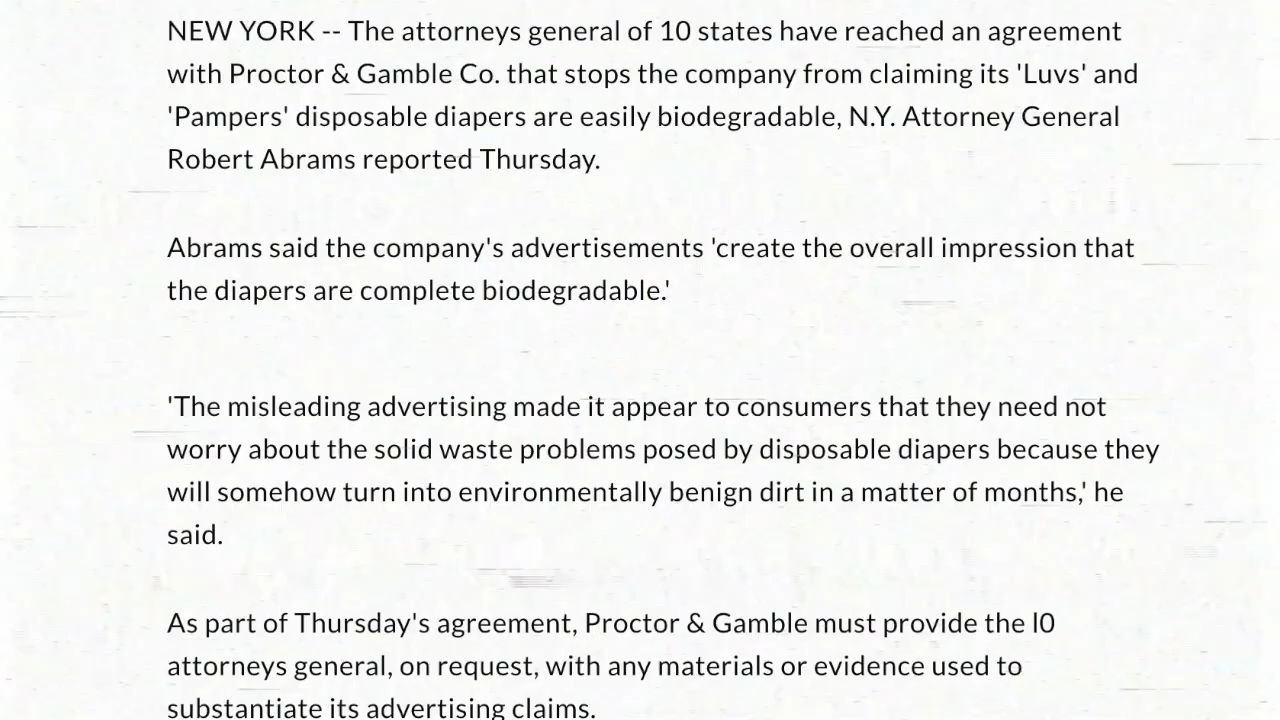 NEW YORK -- The attorneys general of 10 states have reached an agreement
with Proctor & Gamble Co. that stops the company from claiming its 'Luvs' and
'Pampers' disposable diapers are easily biodegradable, N.Y. Attorney General
Robert Abrams reported Thursday.
Abrams said the company's advertisements 'create the overall impression that
the diapers are complete biodegradable.'
'The misleading advertising made it appear to consumers that they need not
worry about the solid waste problems posed by disposable diapers because they
will somehow turn into environmentally benign dirt in a matter of months,' he
said.
As part of Thursday's agreement, Proctor & Gamble must provide the l0
attorneys general, on request, with any materials or evidence used to
substantiate its advertising claims.